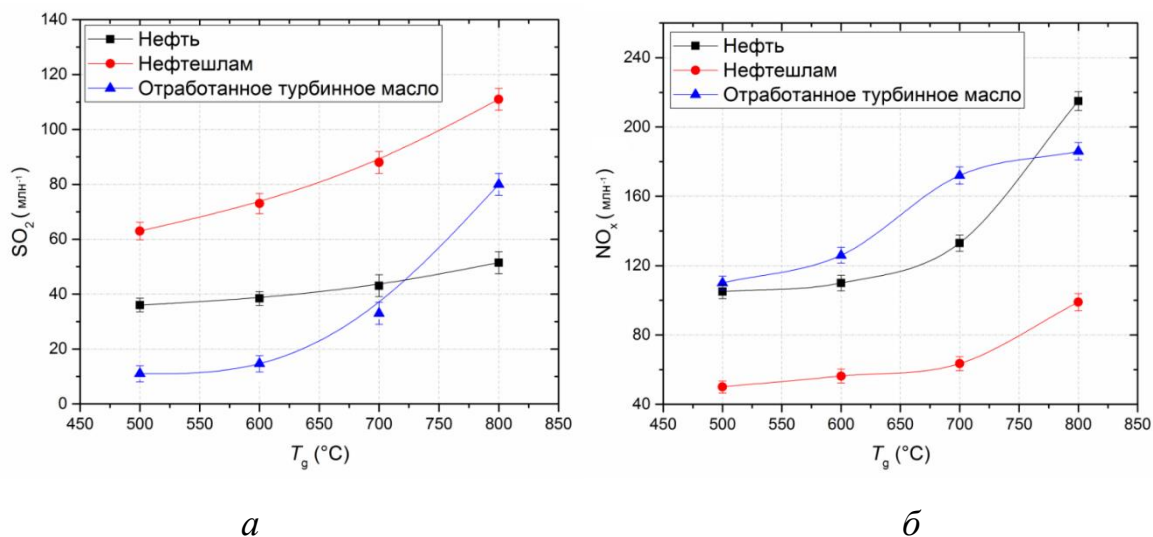 140
120
100
80
60
40
20
0
SO2 (млн-1)
Нефть
Нефтешлам
Отработанное турбинное масло
450 500 550 600 650 700 750 800 850
Tg (°C)
а
240
200
160
120
80
40
NOx (млн-1)
Нефть
Нефтешлам
Отработанное турбинное масло
450 500 550 600 650 700 750 800 850
Tg (°C)
б